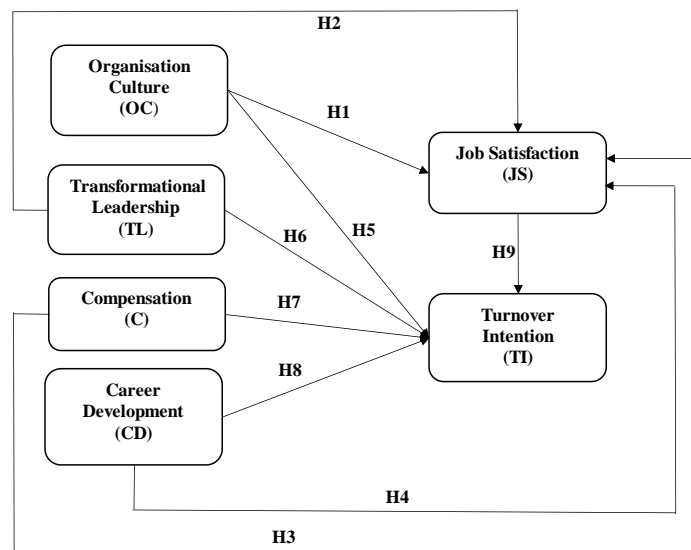 H2
Organisation
Culture
(OC)
H1
Job Satisfaction
(JS)
Transformational
Leadership
(TL)
H5
H6
H9
Compensation
(C)
H7
Turnover
Intention
(TI)
H8
Career
Development
(CD)
H4
H3